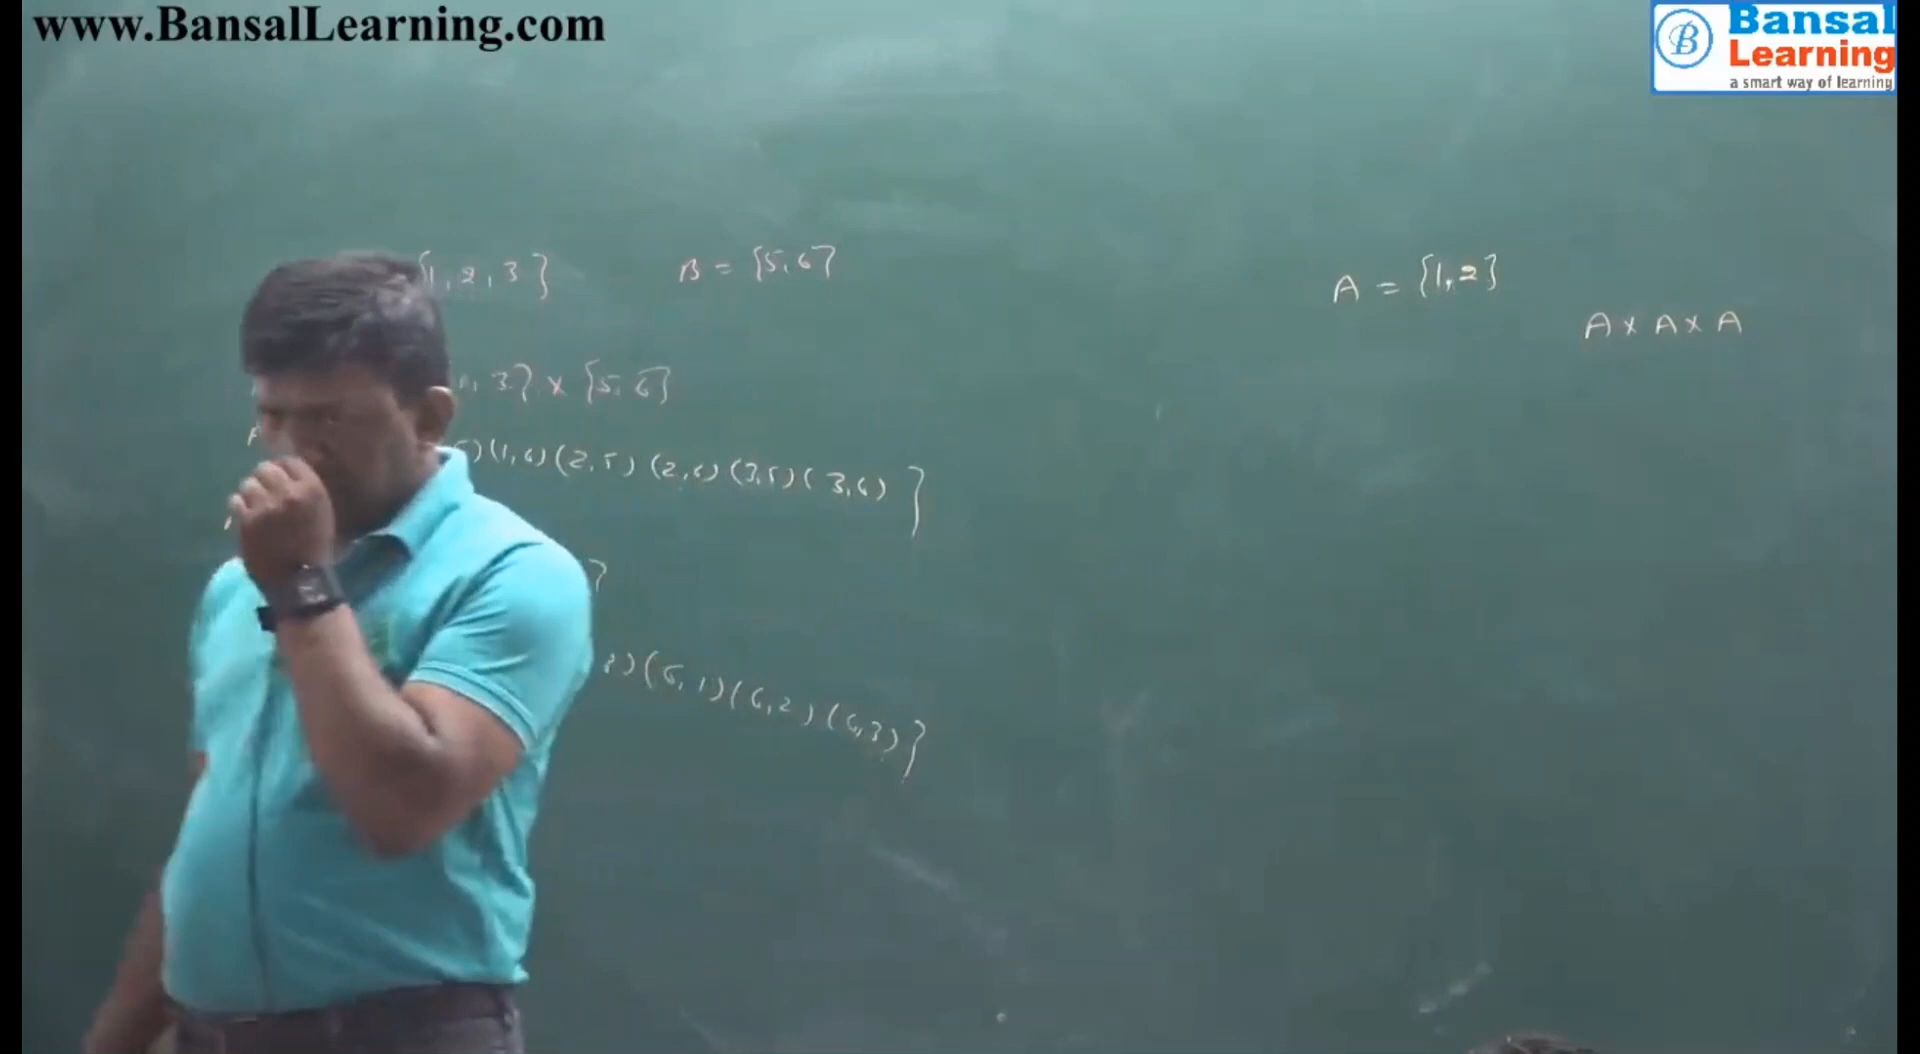 www.BansalLearning.com
B Bansal
Learning
a smart way of learning
{1, 2, 3} B = {5, 6}
, 3} × {5, 6}
)(1, 6)(2, 5)(2, 6)(3, 5)(3, 6)}
}
)(6, 1)(6, 2)(6, 3)}
A = {1, 2}
A × A × A